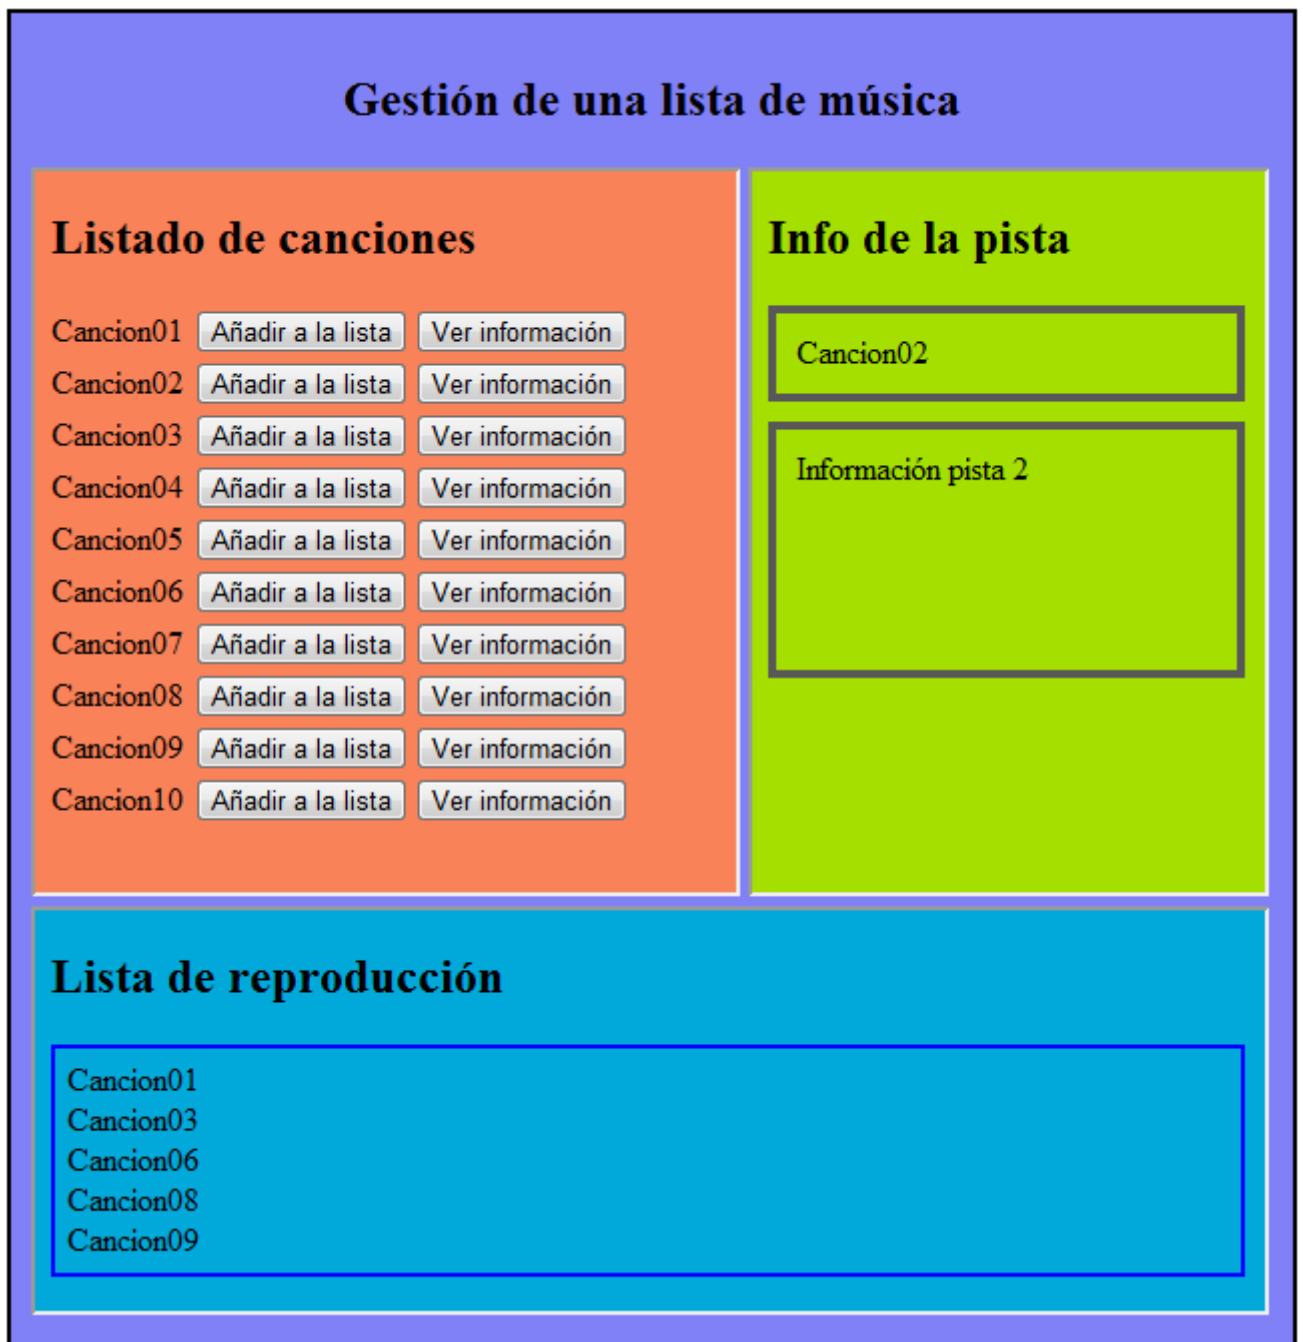 Gestión de una lista de música
Listado de canciones
Cancion01 Añadir a la lista Ver información
Cancion02 Añadir a la lista Ver información
Cancion03 Añadir a la lista Ver información
Cancion04 Añadir a la lista Ver información
Cancion05 Añadir a la lista Ver información
Cancion06 Añadir a la lista Ver información
Cancion07 Añadir a la lista Ver información
Cancion08 Añadir a la lista Ver información
Cancion09 Añadir a la lista Ver información
Cancion10 Añadir a la lista Ver información
Info de la pista
Cancion02
Información pista 2
Lista de reproducción
Cancion01
Cancion03
Cancion06
Cancion08
Cancion09